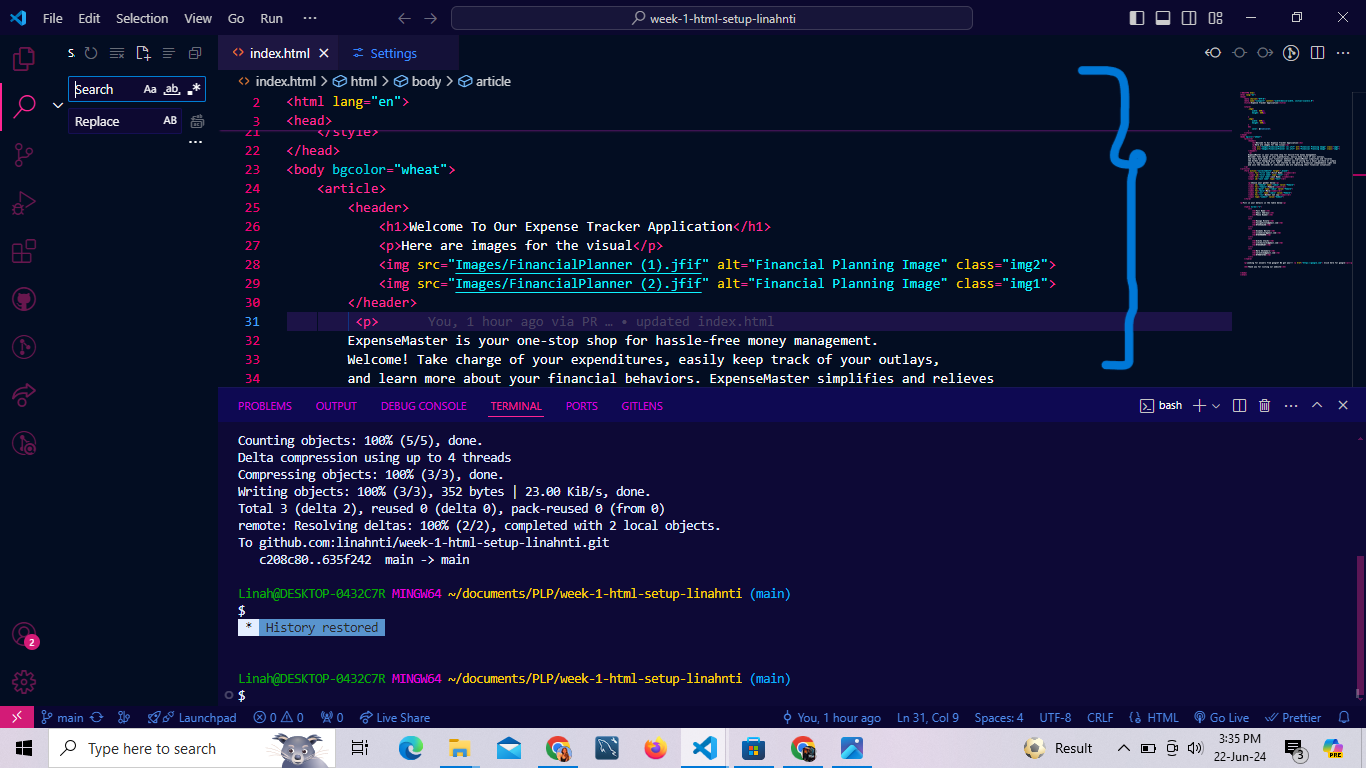 File Edit Selection View Go Run ··· week-1-html-setup-linahnti
S.
Search Aa ab
Replace AB
index.html Settings
index.html > html > body > article
2 <html lang="en">
3 <head>
21 </style>
22 </head>
23 <body bgcolor="wheat">
24 <article>
25 <header>
26 <h1>Welcome To Our Expense Tracker Application</h1>
27 <p>Here are images for the visual</p>
28 <img src="Images/FinancialPlanner (1).jfif" alt="Financial Planning Image" class="img2">
29 <img src="Images/FinancialPlanner (2).jfif" alt="Financial Planning Image" class="img1">
30 </header>
31 <p> You, 1 hour ago via PR … • updated index.html
32 ExpenseMaster is your one-stop shop for hassle-free money management.
33 Welcome! Take charge of your expenditures, easily keep track of your outlays,
34 and learn more about your financial behaviors. ExpenseMaster simplifies and relieves
PROBLEMS OUTPUT DEBUG CONSOLE TERMINAL PORTS GITLENS bash
Counting objects: 100% (5/5), done.
Delta compression using up to 4 threads
Compressing objects: 100% (3/3), done.
Writing objects: 100% (3/3), 352 bytes | 23.00 KiB/s, done.
Total 3 (delta 2), reused 0 (delta 0), pack-reused 0 (from 0)
remote: Resolving deltas: 100% (2/2), completed with 2 local objects.
To github.com:linahnti/week-1-html-setup-linahnti.git
c208c80..635f242 main -> main
Linah@DESKTOP-0432C7R MINGW64 ~/documents/PLP/week-1-html-setup-linahnti (main)
$
* History restored
Linah@DESKTOP-0432C7R MINGW64 ~/documents/PLP/week-1-html-setup-linahnti (main)
$
2
main Launchpad 0 0 0 Live Share You, 1 hour ago Ln 31, Col 9 Spaces: 4 UTF-8 CRLF {} HTML Go Live Prettier
Type here to search Result 3:35 PM
22-Jun-24 3 PRE